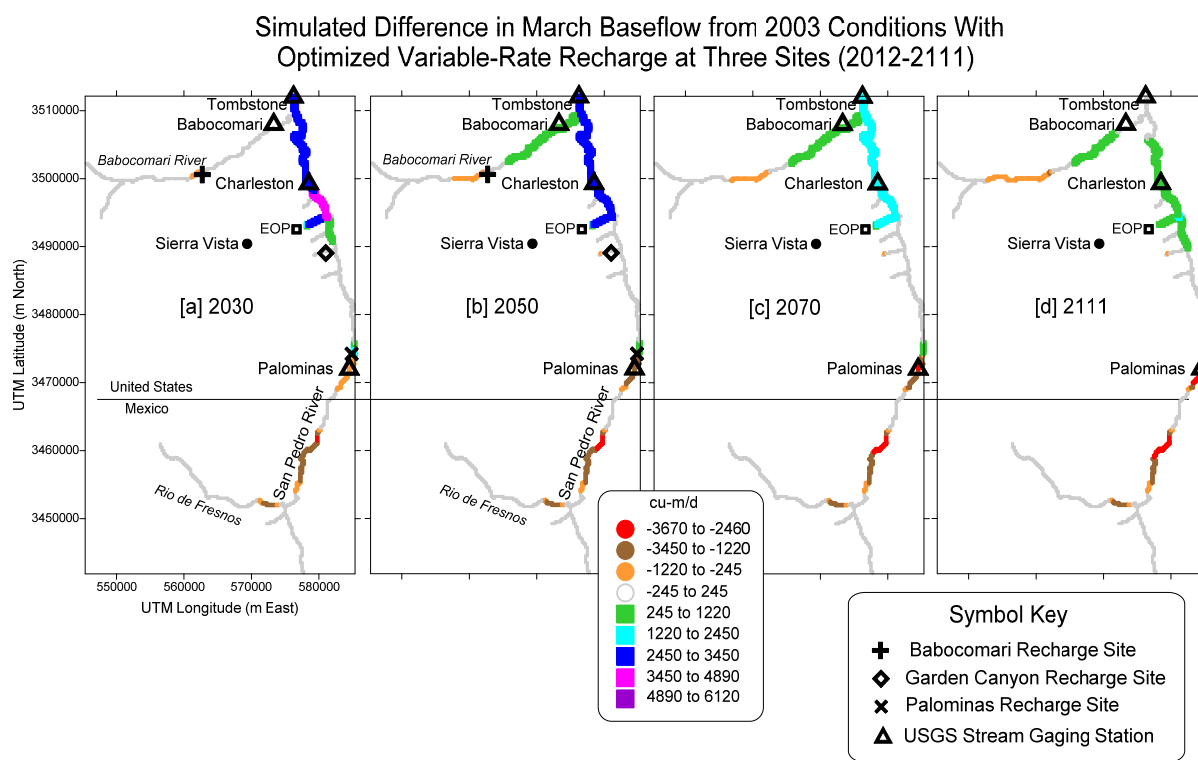 Simulated Difference in March Baseflow from 2003 Conditions With
Optimized Variable-Rate Recharge at Three Sites (2012-2111)
UTM Latitude (m North)
3510000
3500000
3490000
3480000
3470000
3460000
3450000
Tombstone
Babocomari
Babocomari River
Charleston
EOP
Sierra Vista
[a] 2030
Palominas
United States
Mexico
San Pedro River
Rio de Fresnos
550000 560000 570000 580000
UTM Longitude (m East)
Tombstone
Babocomari
Babocomari River
Charleston
EOP
Sierra Vista
[b] 2050
Palominas
San Pedro River
Rio de Fresnos
Tombstone
Babocomari
Charleston
EOP
Sierra Vista
[c] 2070
Palominas
Tombstone
Babocomari
Charleston
EOP
Sierra Vista
[d] 2111
Palominas
cu-m/d
-3670 to -2460
-3450 to -1220
-1220 to -245
-245 to 245
245 to 1220
1220 to 2450
2450 to 3450
3450 to 4890
4890 to 6120
Symbol Key
Babocomari Recharge Site
Garden Canyon Recharge Site
Palominas Recharge Site
USGS Stream Gaging Station